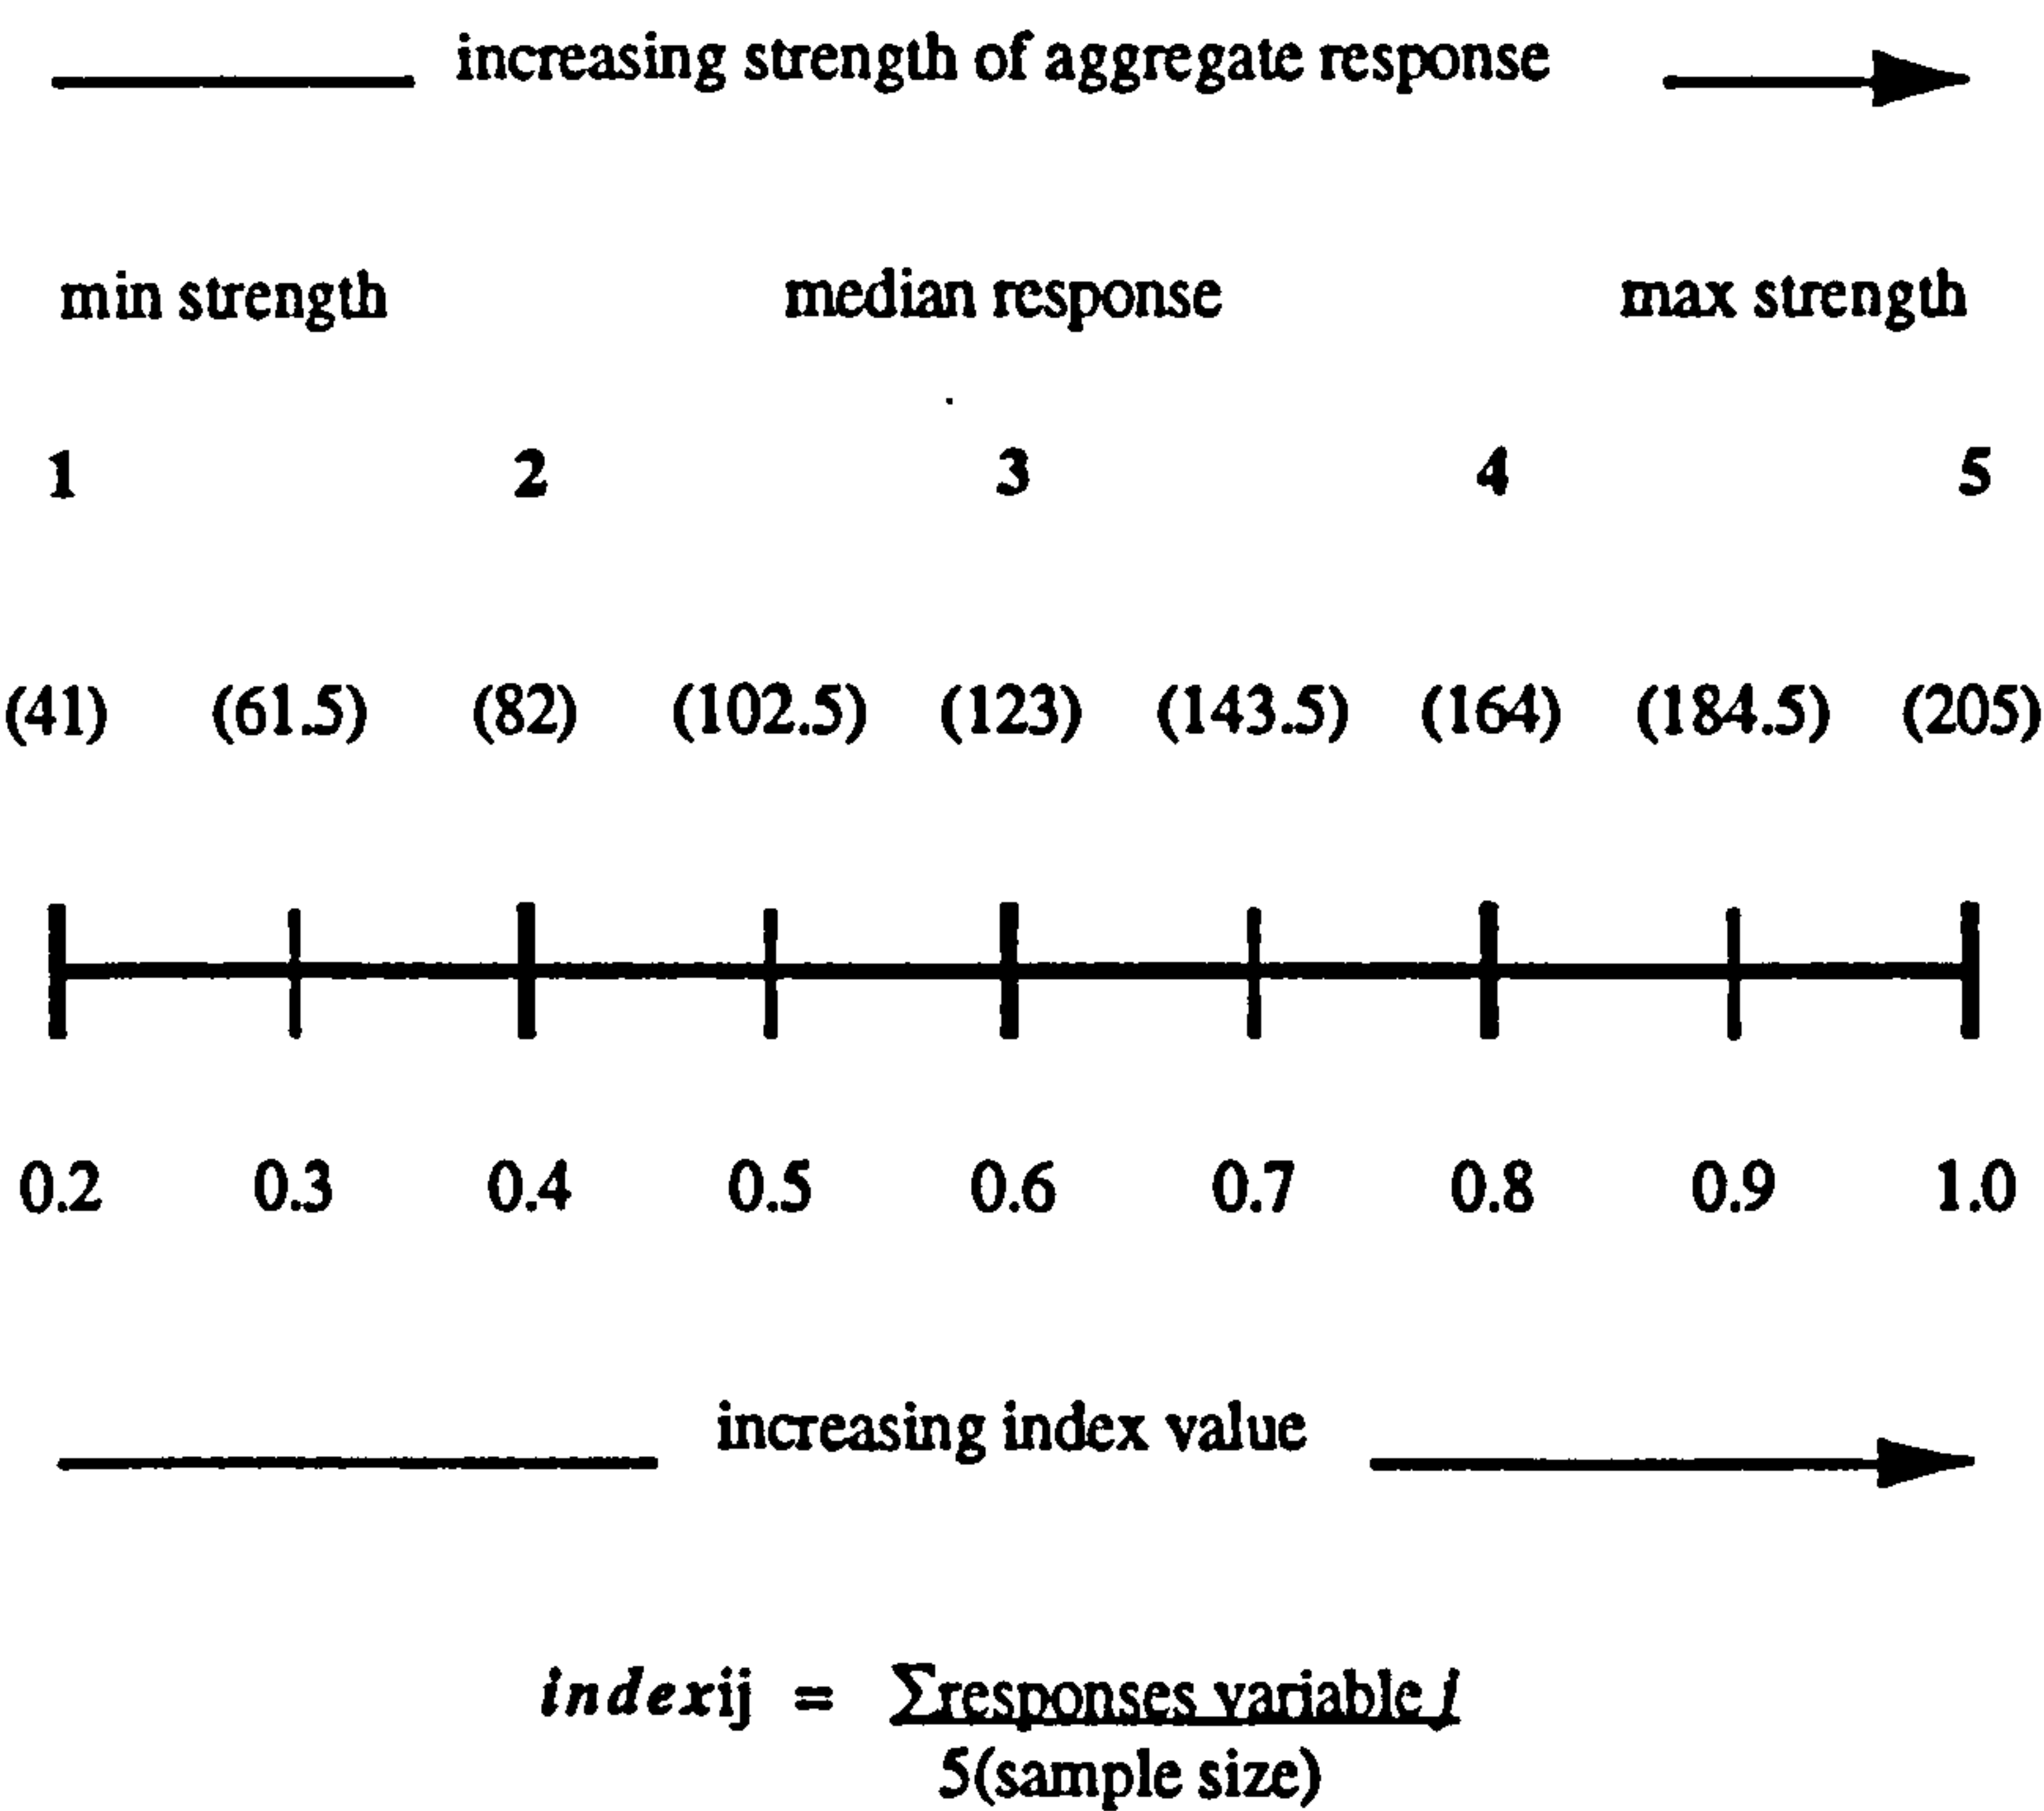 increasing strength of aggregate response
min strength median response max strength
1 2 3 4 5
(41) (61.5) (82) (102.5) (123) (143.5) (164) (184.5) (205)
0.2 0.3 0.4 0.5 0.6 0.7 0.8 0.9 1.0
increasing index value
indexij = ∑responses variable j
5(sample size)